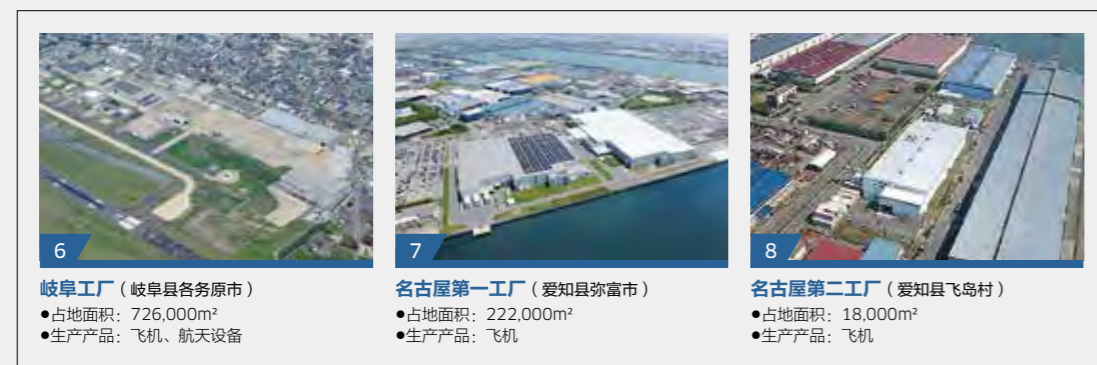 6
岐阜工厂（岐阜县各务原市）
●占地面积：726,000m²
●生产产品：飞机、航天设备
7
名古屋第一工厂（爱知县弥富市）
●占地面积：222,000m²
●生产产品：飞机
8
名古屋第二工厂（爱知县飞岛村）
●占地面积：18,000m²
●生产产品：飞机